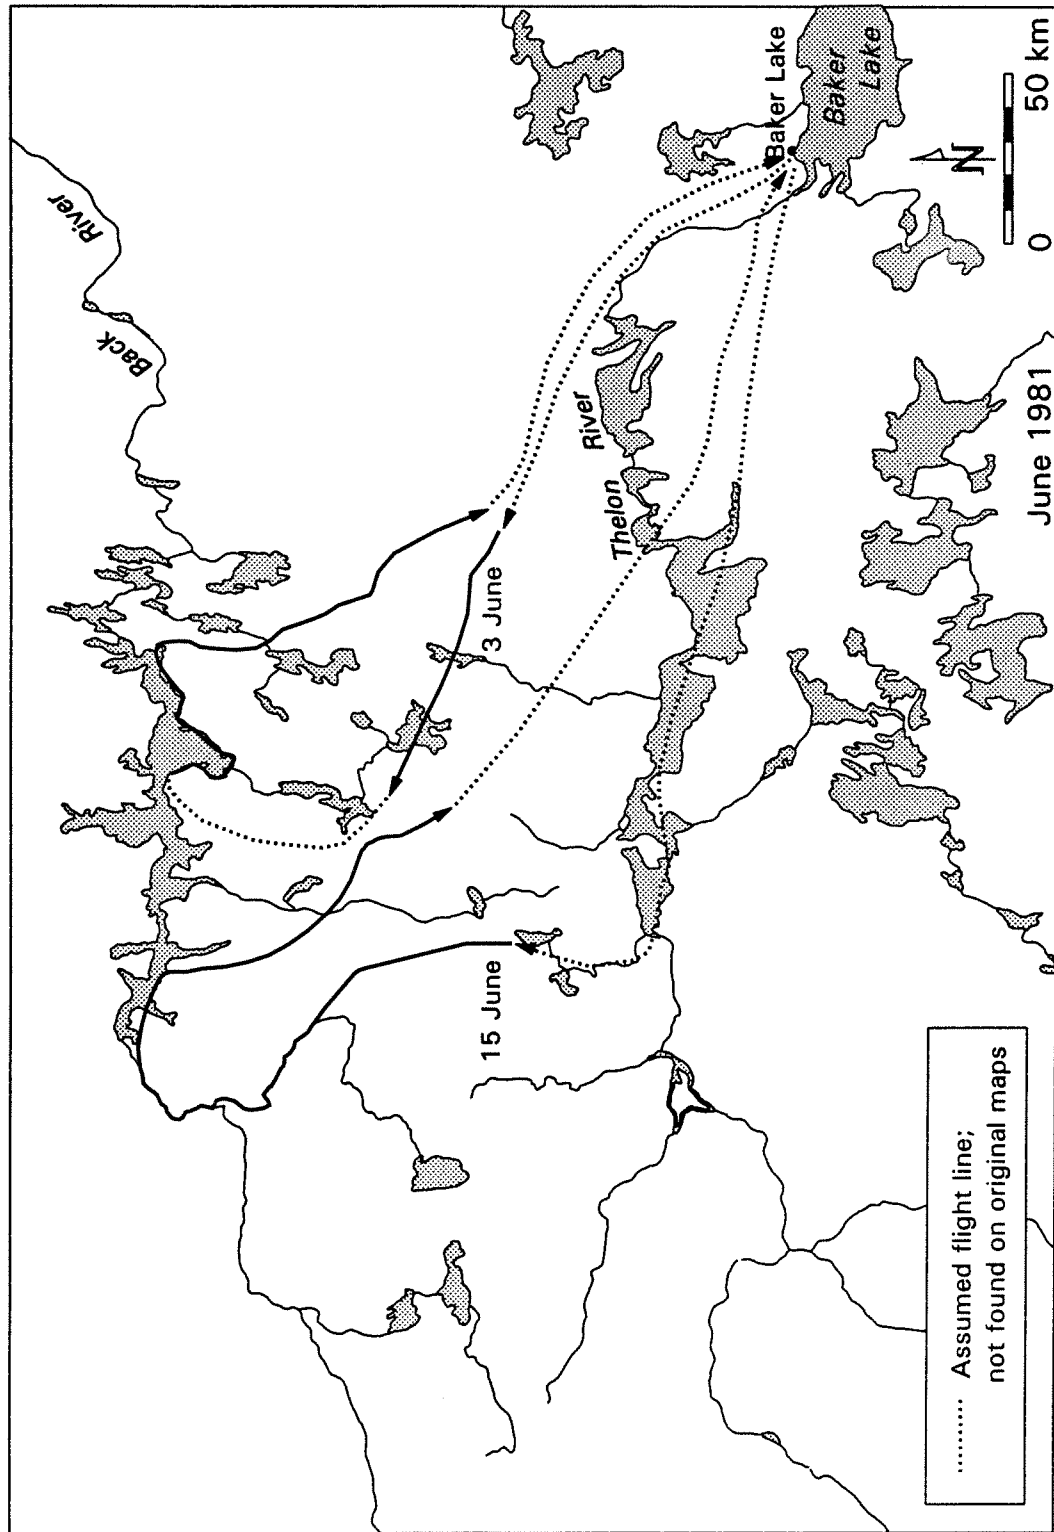 Back
River
Thelon
River
Baker Lake
Baker
Lake
3 June
15 June
N
0
50 km
June 1981
Assumed flight line;
not found on original maps